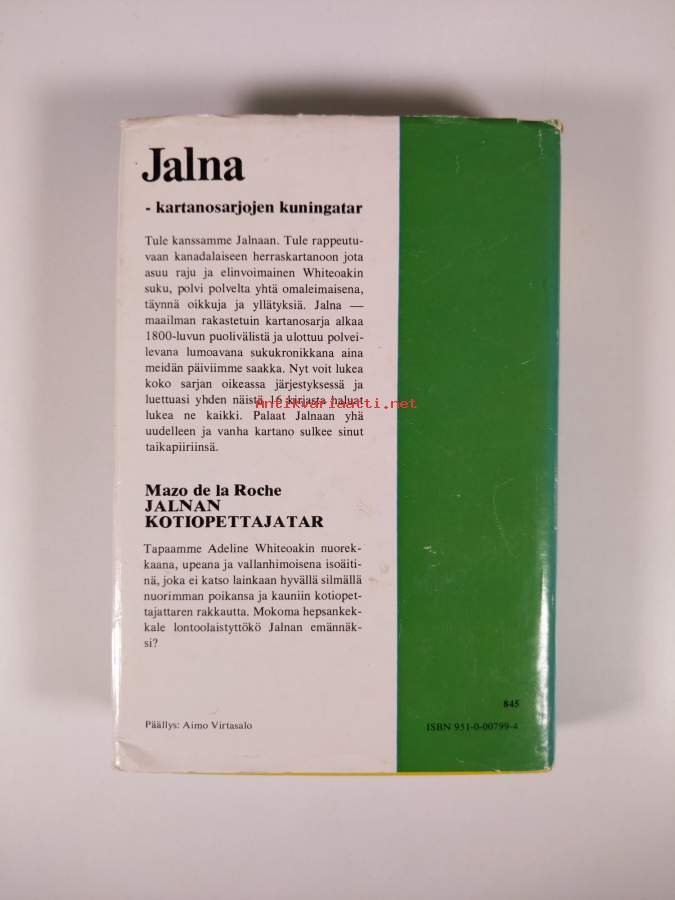 Jalna
- kartanosarjojen kuningatar
Tule kanssamme Jalnaan. Tule rappeutu-
vaan kanadalaiseen herraskartanoon jota
asuu raju ja elinvoimainen Whiteoakin
suku, polvi polvelta yhtä omaleimaisena,
täynnä oikkuja ja yllätyksiä. Jalna —
maailman rakastetuin kartanosarja alkaa
1800-luvun puolivälistä ja ulottuu polvei-
levana lumoavana sukukronikkana aina
meidän päiviimme saakka. Nyt voit lukea
koko sarjan oikeassa järjestyksessä ja
luettuasi yhden näistä 16 kirjasta haluat
Antikvariaatti.net
lukea ne kaikki. Palaat Jalnaan yhä
uudelleen ja vanha kartano sulkee sinut
taikapiiriinsä.
Mazo de la Roche
JALNAN
KOTIOPETTAJATAR
Tapaamme Adeline Whiteoakin nuorek-
kaana, upeana ja vallanhimoisena isoäiti-
nä, joka ei katso lainkaan hyvällä silmällä
nuorimman poikansa ja kauniin kotiopet-
tajattaren rakkautta. Mokoma hepsankek-
kale lontoolaistyttökö Jalnan emännäk-
si?
Päällys: Aimo Virtasalo
845
ISBN 951-0-00799-4